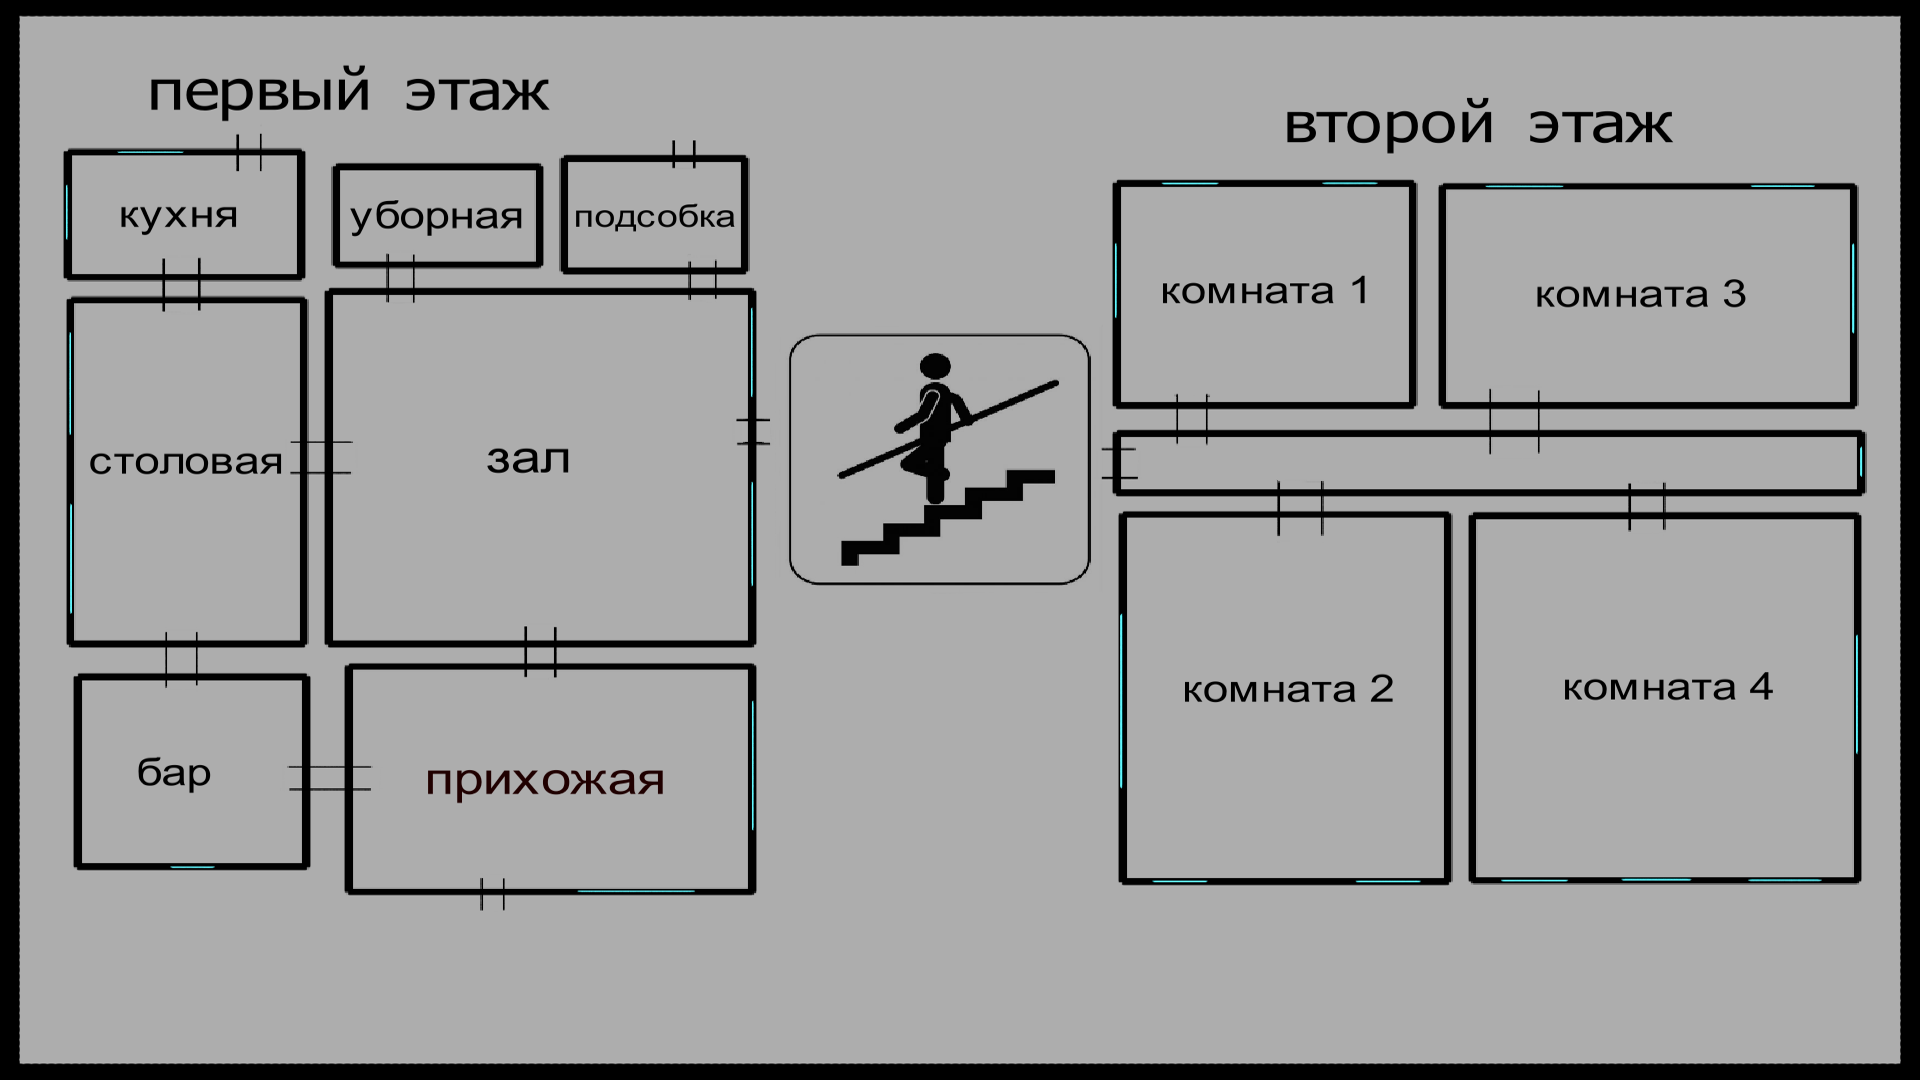 первый этаж
второй этаж
кухня
уборная
подсобка
столовая
зал
бар
прихожая
комната 1
комната 3
комната 2
комната 4